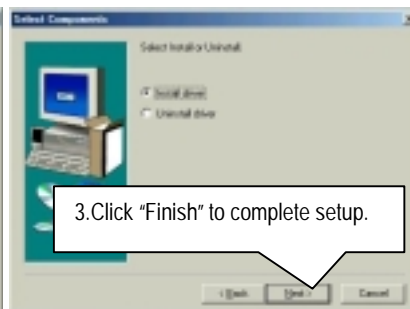 Select Components
Select Install or Uninstall
Install driver
Uninstall driver
3.Click “Finish” to complete setup.
< Back
Next >
Cancel